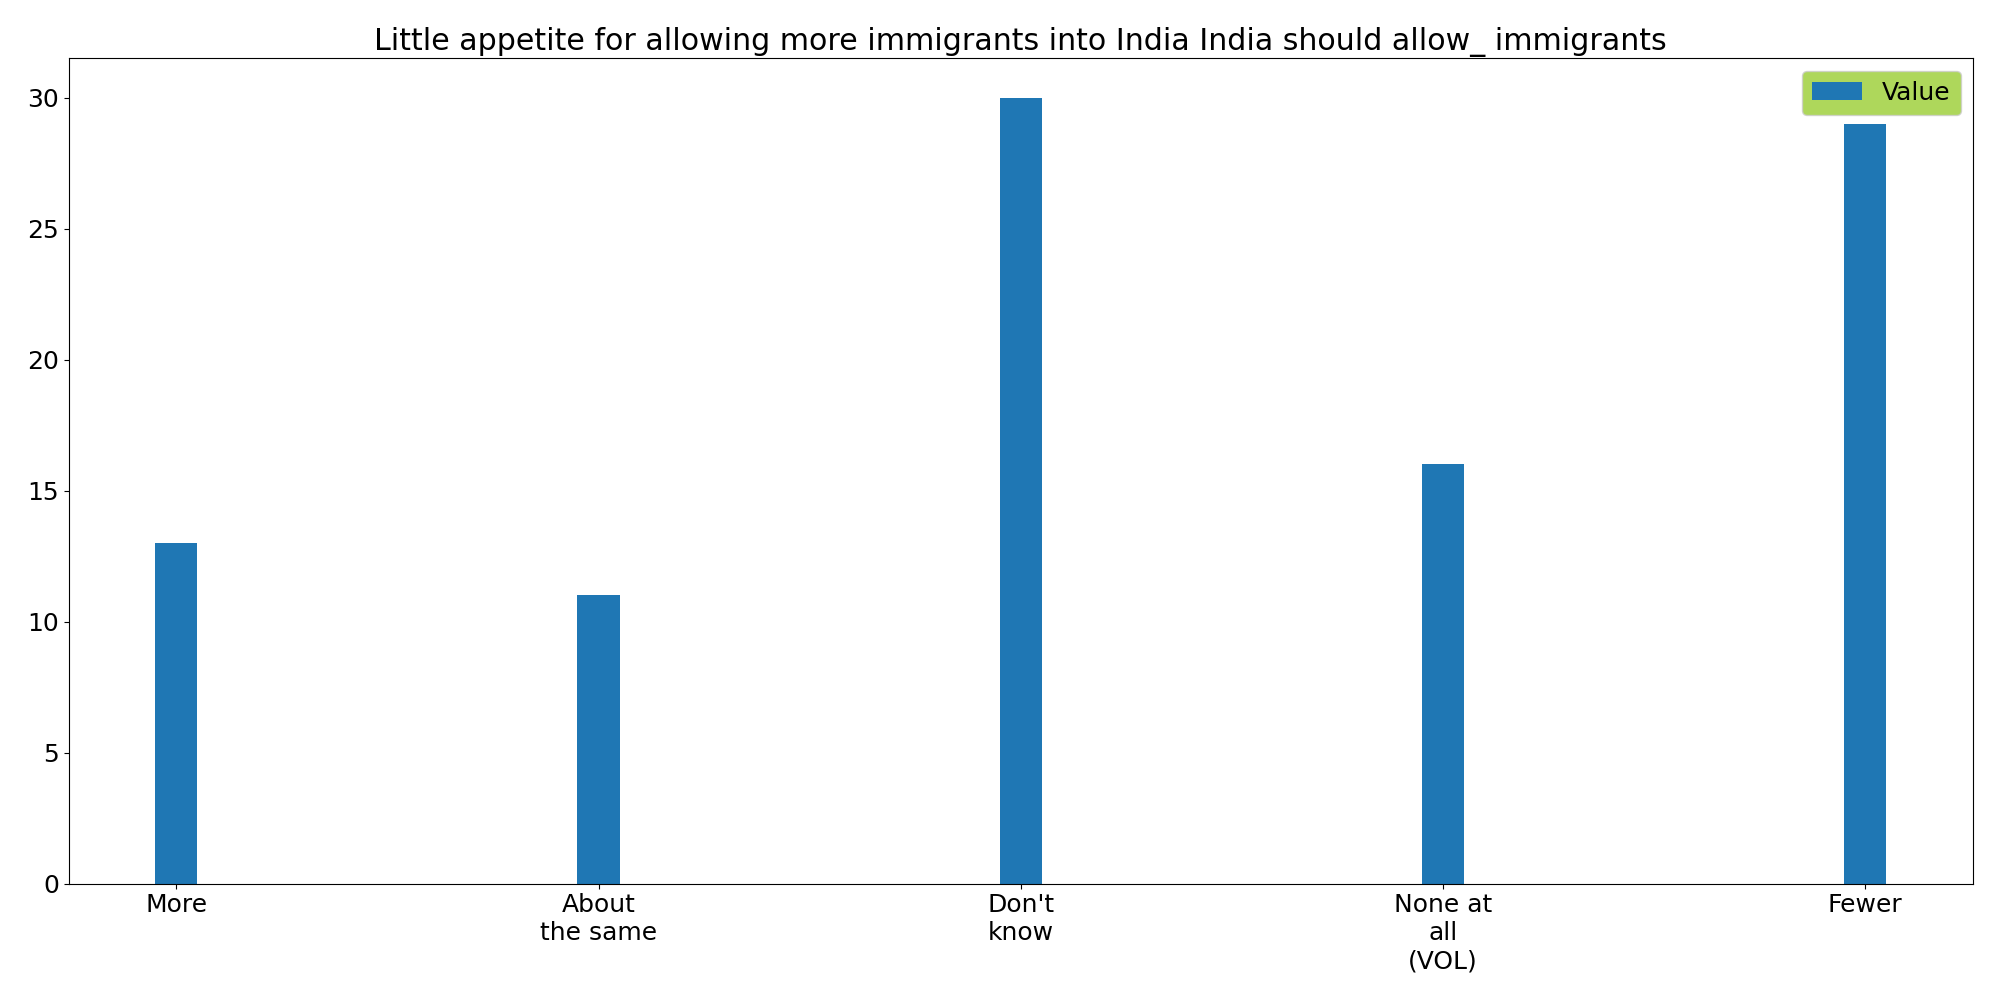 Little appetite for allowing more immigrants into India India should allow_ immigrants
Value
30
25
20
15
10
5
0
More
About
the same
Don't
know
None at
all
(VOL)
Fewer